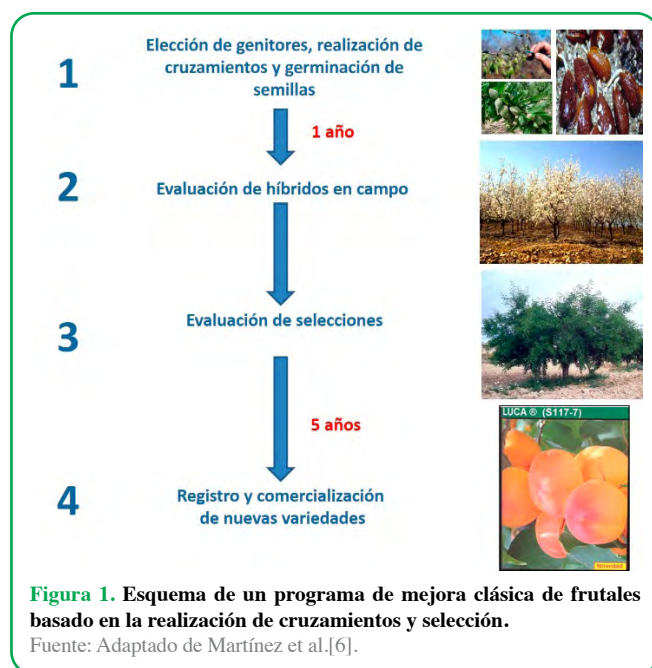 1
Elección de genitores, realización de
cruzamientos y germinación de
semillas
1 año
2
Evaluación de híbridos en campo
3
Evaluación de selecciones
5 años
LUCA ® (S117-7)
4
Registro y comercialización
de nuevas variedades
Figura 1. Esquema de un programa de mejora clásica de frutales
basado en la realización de cruzamientos y selección.
Fuente: Adaptado de Martínez et al.[6].